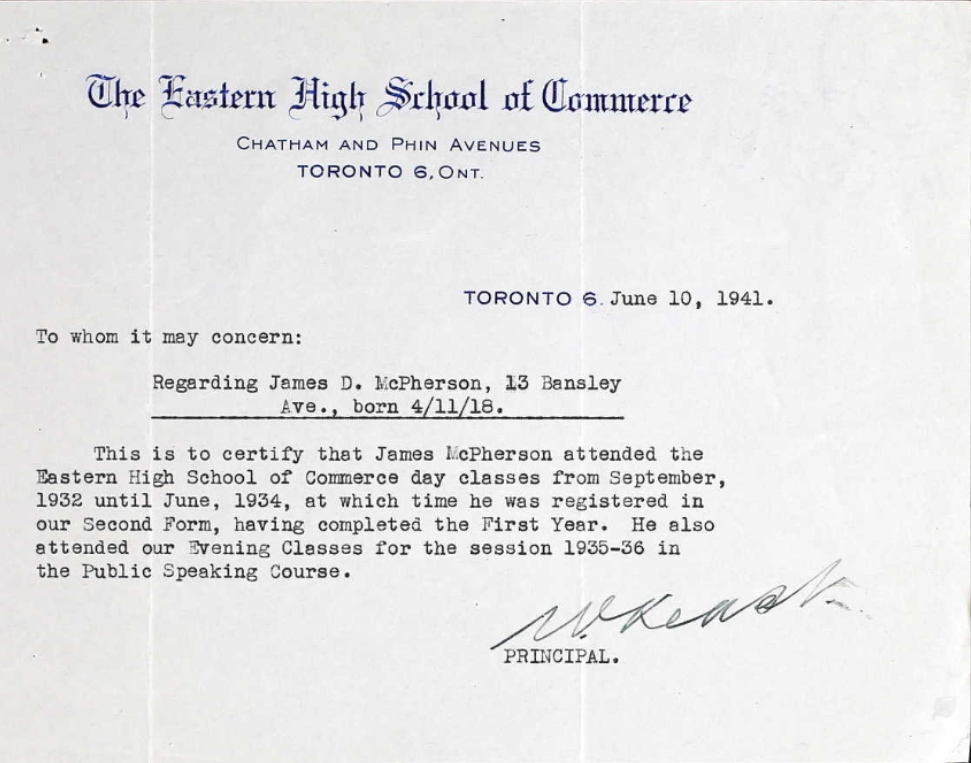 The Eastern High School of Commerce
CHATHAM AND PHIN AVENUES
TORONTO 6, ONT.
TORONTO 6. June 10, 1941.
To whom it may concern:
Regarding James D. McPherson, 13 Bansley
Ave., born 4/11/18.
This is to certify that James McPherson attended the
Eastern High School of Commerce day classes from September,
1932 until June, 1934, at which time he was registered in
our Second Form, having completed the First Year. He also
attended our Evening Classes for the session 1935-36 in
the Public Speaking Course.
W. Keast
PRINCIPAL.